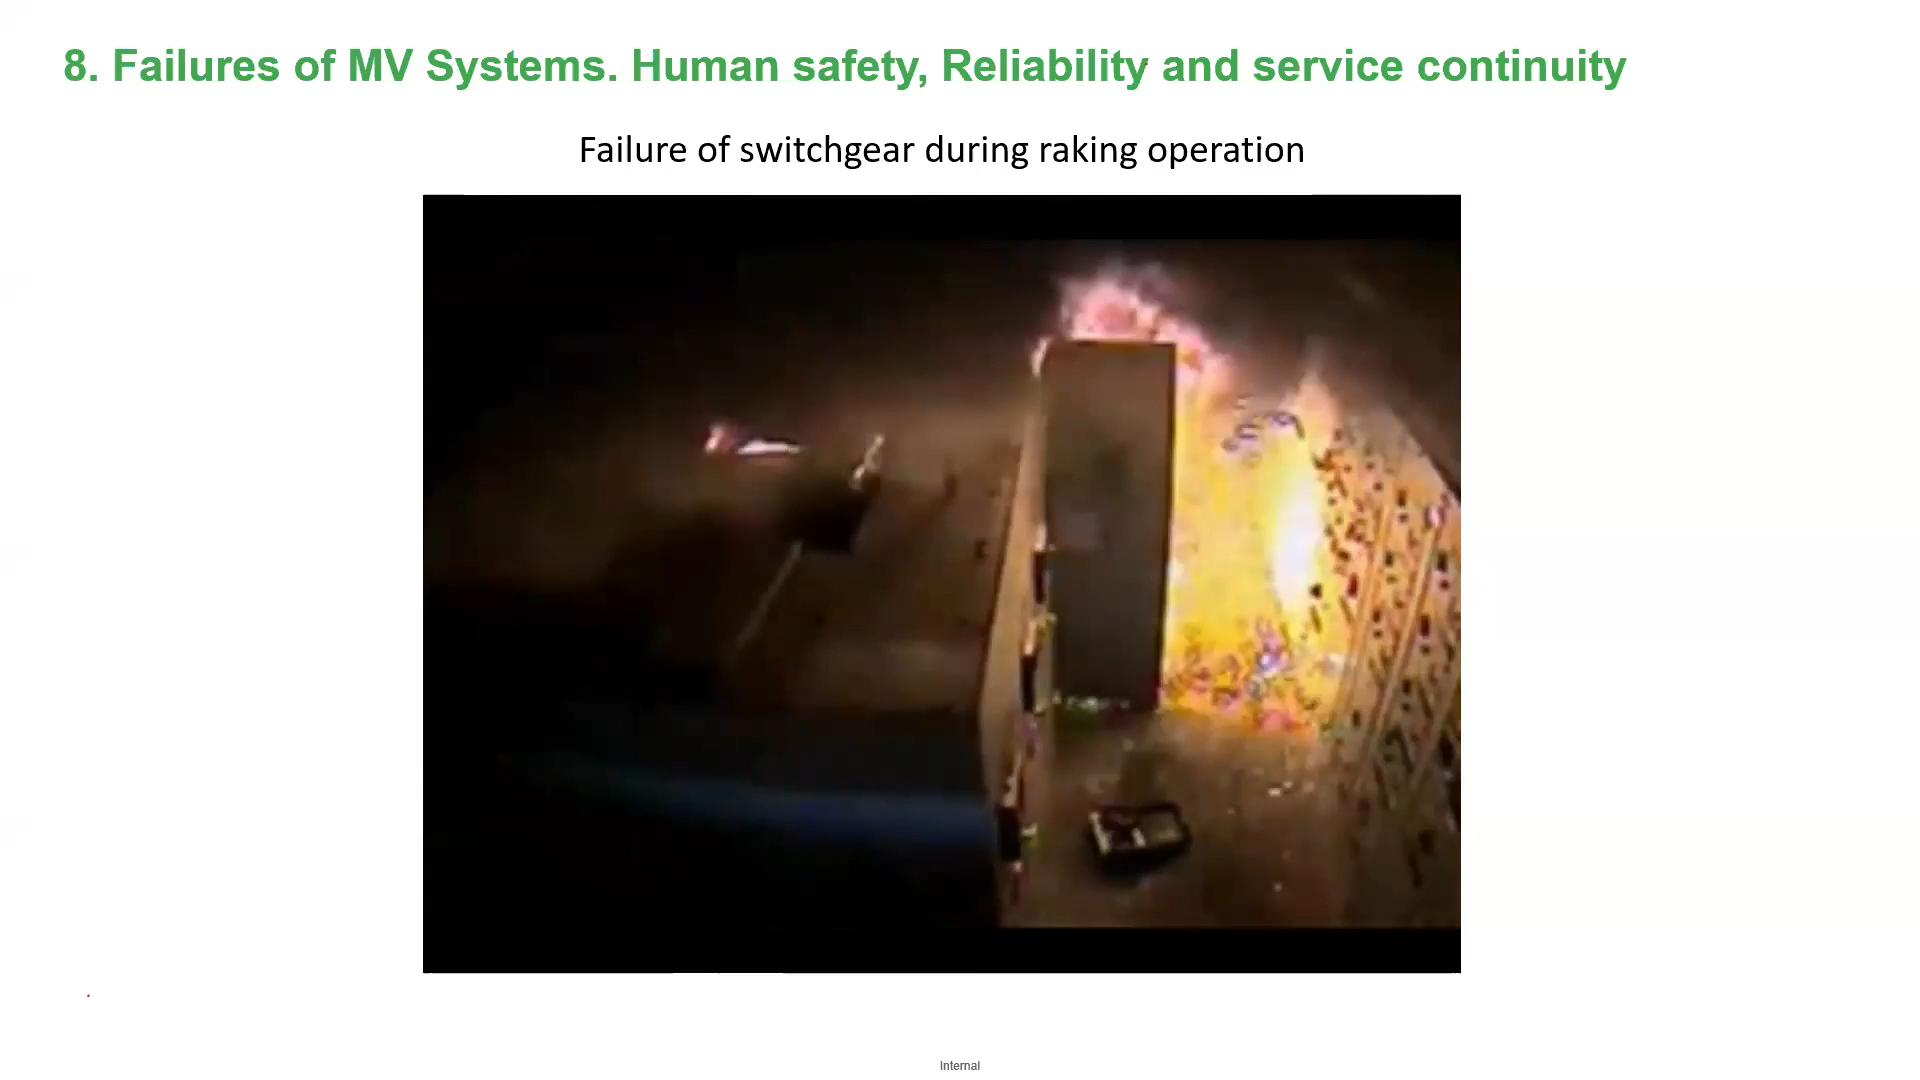 8. Failures of MV Systems. Human safety, Reliability and service continuity
Failure of switchgear during raking operation
Internal